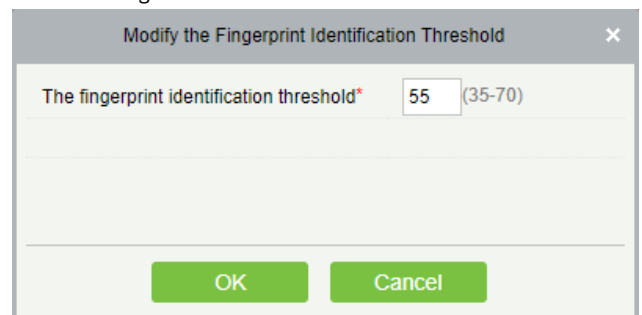 Modify the Fingerprint Identification Threshold ×
The fingerprint identification threshold* 55 (35-70)
OK Cancel